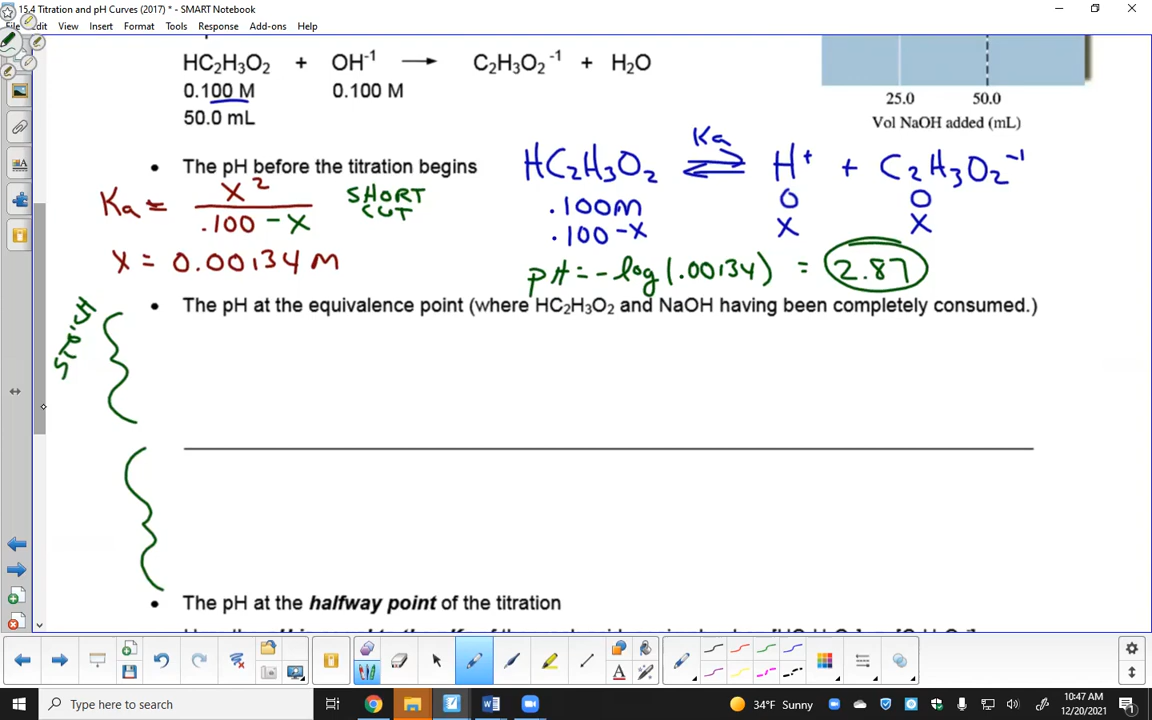 15.4 Titration and pH Curves (2017) * - SMART Notebook
Edit View Insert Format Tools Response Add-ons Help
HC2H3O2 + OH-1 → C2H3O2 -1 + H2O
0.100 M 0.100 M
50.0 mL
25.0 50.0
Vol NaOH added (mL)
• The pH before the titration begins
HC2H3O2 ⇌ Ka H+ + C2H3O2-1
.100M 0 0
.100-X X X
Ka = X2 / .100 - X SHORT CUT
X = 0.00134 M
pH = -log(.00134) = 2.87
• The pH at the equivalence point (where HC2H3O2 and NaOH having been completely consumed.)
STOICH
• The pH at the halfway point of the titration
Type here to search
34°F Sunny
10:47 AM
12/20/2021
1